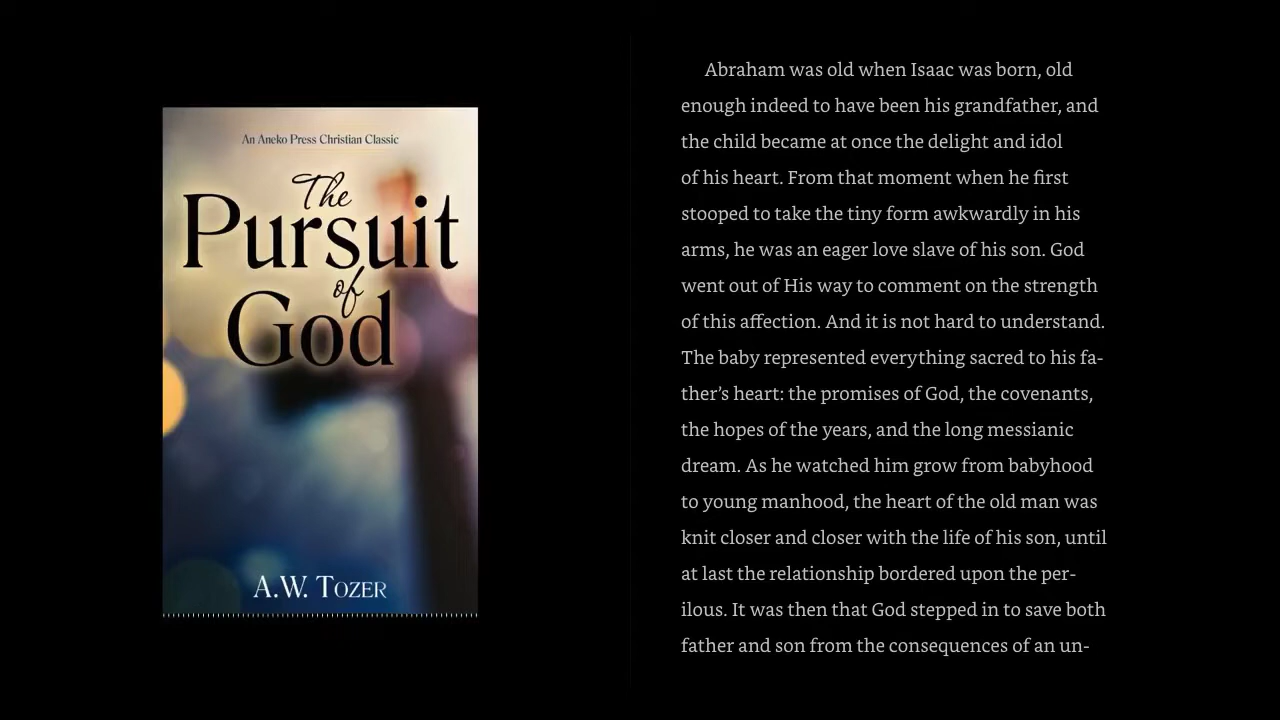 An Aneko Press Christian Classic
The
Pursuit
of
God
A.W. Tozer
Abraham was old when Isaac was born, old
enough indeed to have been his grandfather, and
the child became at once the delight and idol
of his heart. From that moment when he first
stooped to take the tiny form awkwardly in his
arms, he was an eager love slave of his son. God
went out of His way to comment on the strength
of this affection. And it is not hard to understand.
The baby represented everything sacred to his fa-
ther’s heart: the promises of God, the covenants,
the hopes of the years, and the long messianic
dream. As he watched him grow from babyhood
to young manhood, the heart of the old man was
knit closer and closer with the life of his son, until
at last the relationship bordered upon the per-
ilous. It was then that God stepped in to save both
father and son from the consequences of an un-